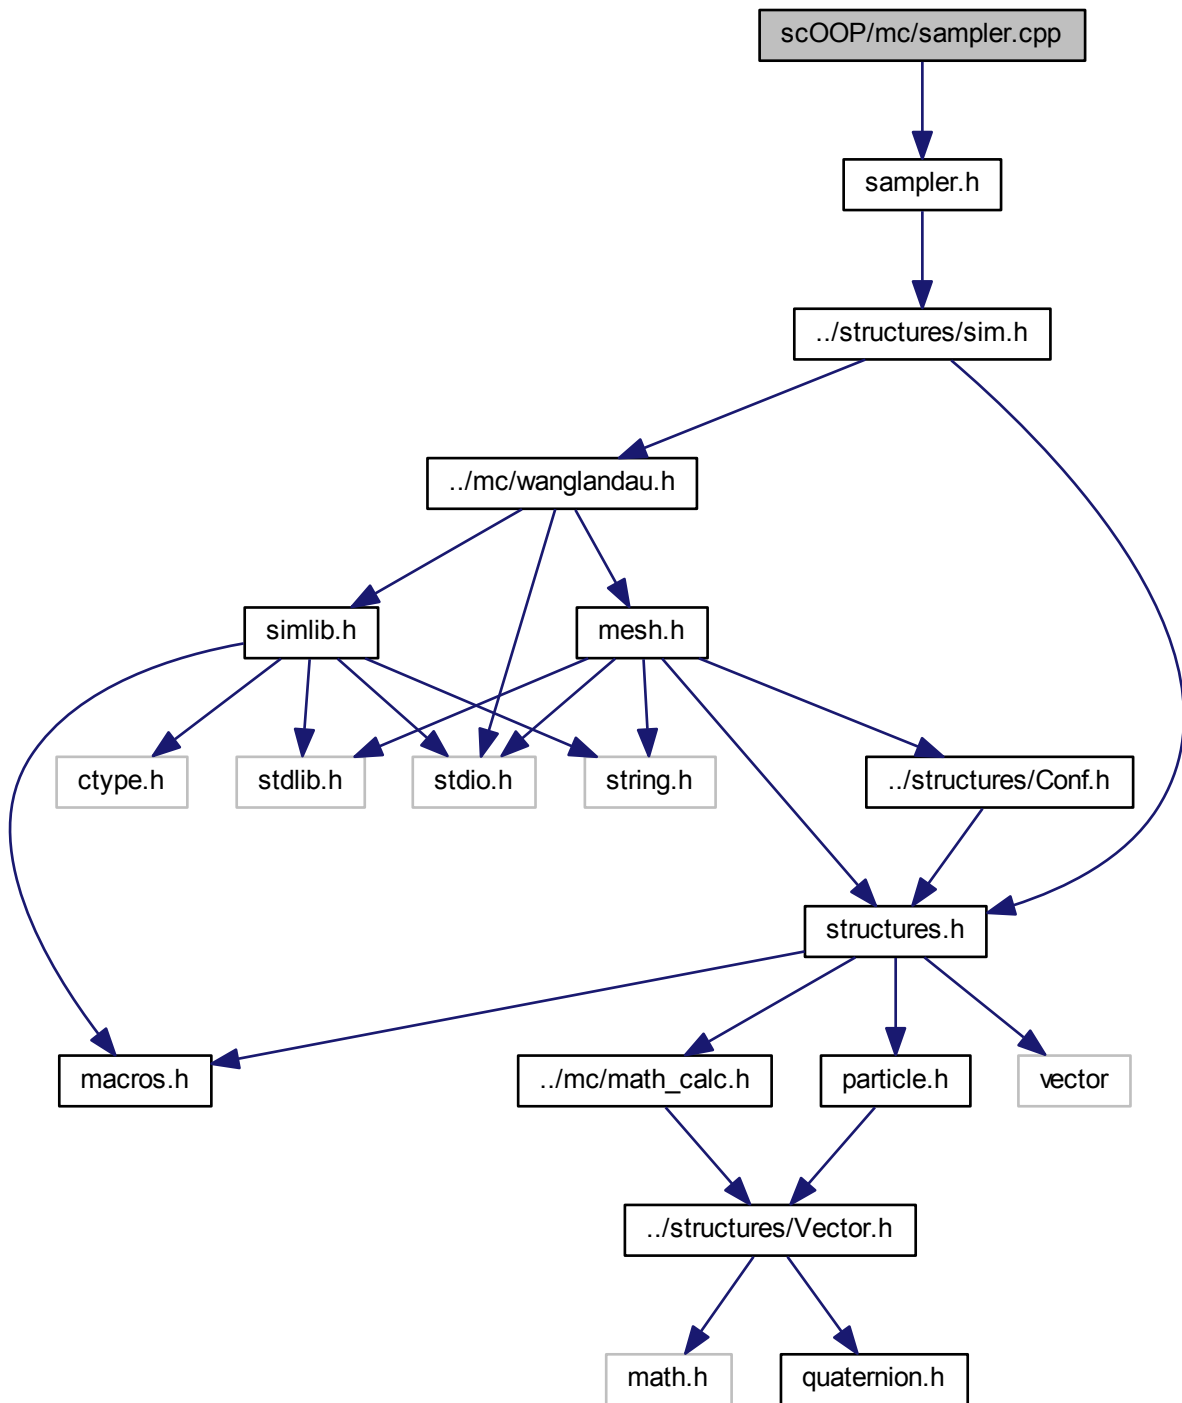 scOOP/mc/sampler.cpp
sampler.h
../structures/sim.h
../mc/wanglandau.h
simlib.h
mesh.h
ctype.h
stdlib.h
stdio.h
string.h
../structures/Conf.h
structures.h
macros.h
../mc/math_calc.h
particle.h
vector
../structures/Vector.h
math.h
quaternion.h